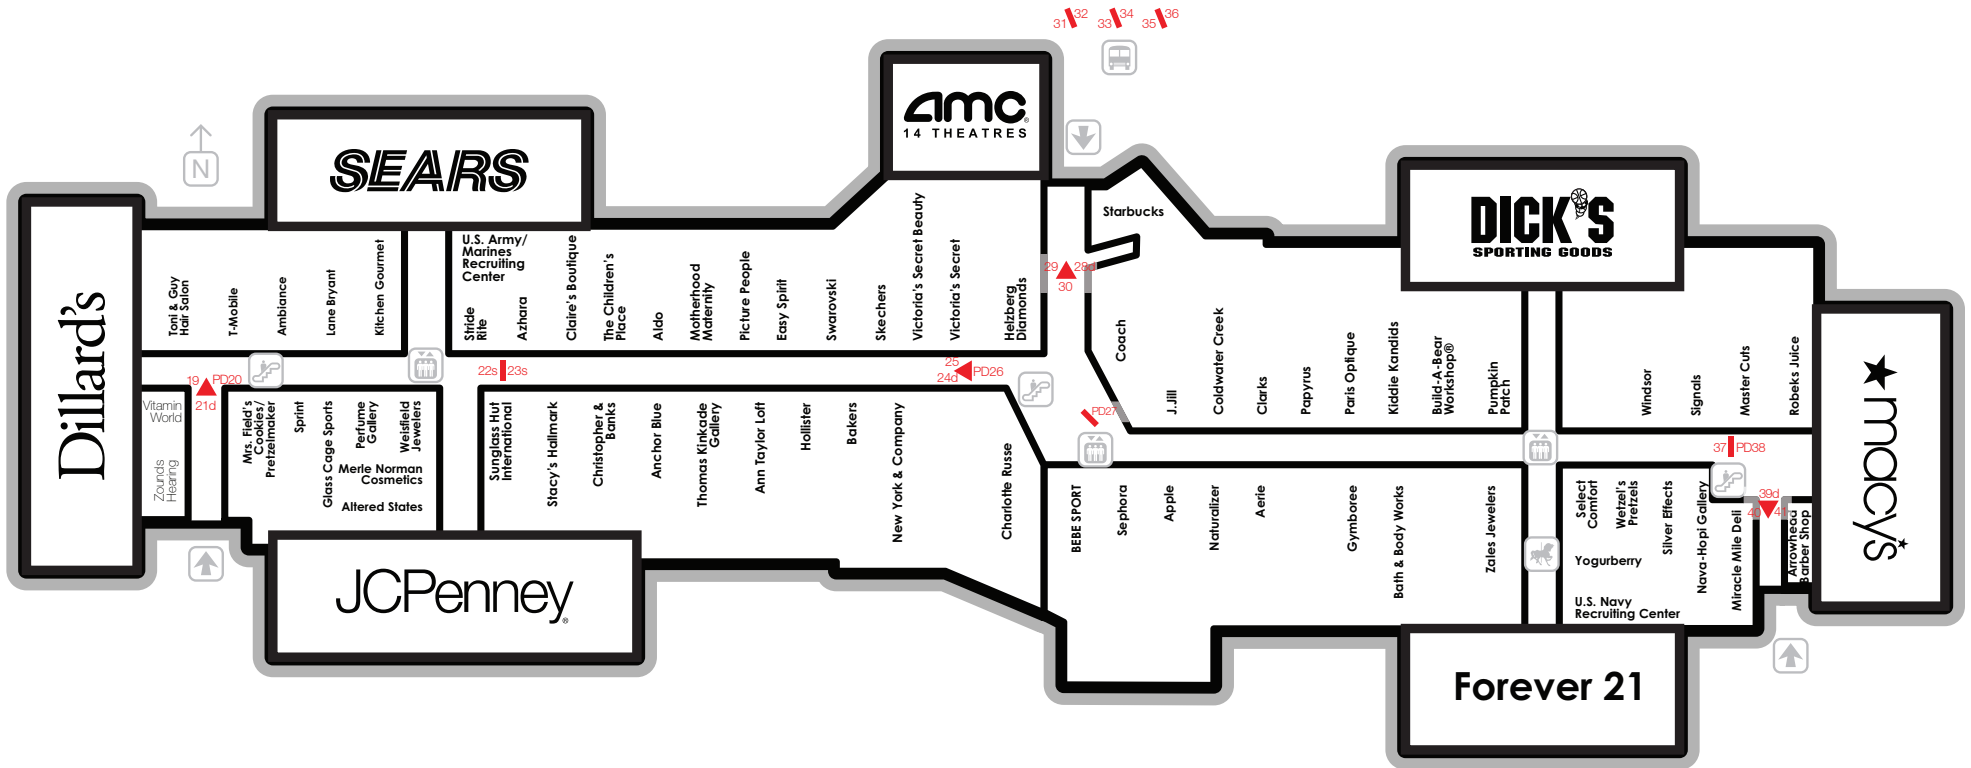 31
32
33
34
35
36
amc
14 THEATRES
N
SEARS
DICK'S
SPORTING GOODS
Dillard's
macy's
JCPenney
Forever 21
Toni & Guy
Hair Salon
T-Mobile
Ambiance
Lane Bryant
Kitchen Gourmet
U.S. Army/
Marines
Recruiting
Center
Stride
Rite
Azhara
Claire's Boutique
The Children's
Place
Aldo
Motherhood
Maternity
Picture People
Easy Spirit
Swarovski
Skechers
Victoria's Secret Beauty
Victoria's Secret
Helzberg
Diamonds
29
28d
30
Starbucks
Coach
J.Jill
Coldwater Creek
Clarks
Papyrus
Paris Optique
Kiddie Kandids
Build-A-Bear
Workshop®
Pumpkin
Patch
Windsor
Signals
Master Cuts
Robeks Juice
19
PD20
21d
22s
23s
25
24d
PD26
PD27
37
PD38
39d
40
41
Vitamin
World
Zounds
Hearing
Mrs. Field's
Cookies/
Pretzelmaker
Sprint
Glass Cage Sports
Perfume
Gallery
Weisfield
Jewelers
Merle Norman
Cosmetics
Altered States
Sunglass Hut
International
Stacy's Hallmark
Christopher &
Banks
Anchor Blue
Thomas Kinkade
Gallery
Ann Taylor Loft
Hollister
Bakers
New York & Company
Charlotte Russe
BEBE SPORT
Sephora
Apple
Naturalizer
Aerie
Gymboree
Bath & Body Works
Zales Jewelers
Select
Comfort
Wetzel's
Pretzels
Silver Effects
Nava-Hopi Gallery
Miracle Mile Deli
Yogurberry
U.S. Navy
Recruiting Center
Arrowhead
Barber Shop